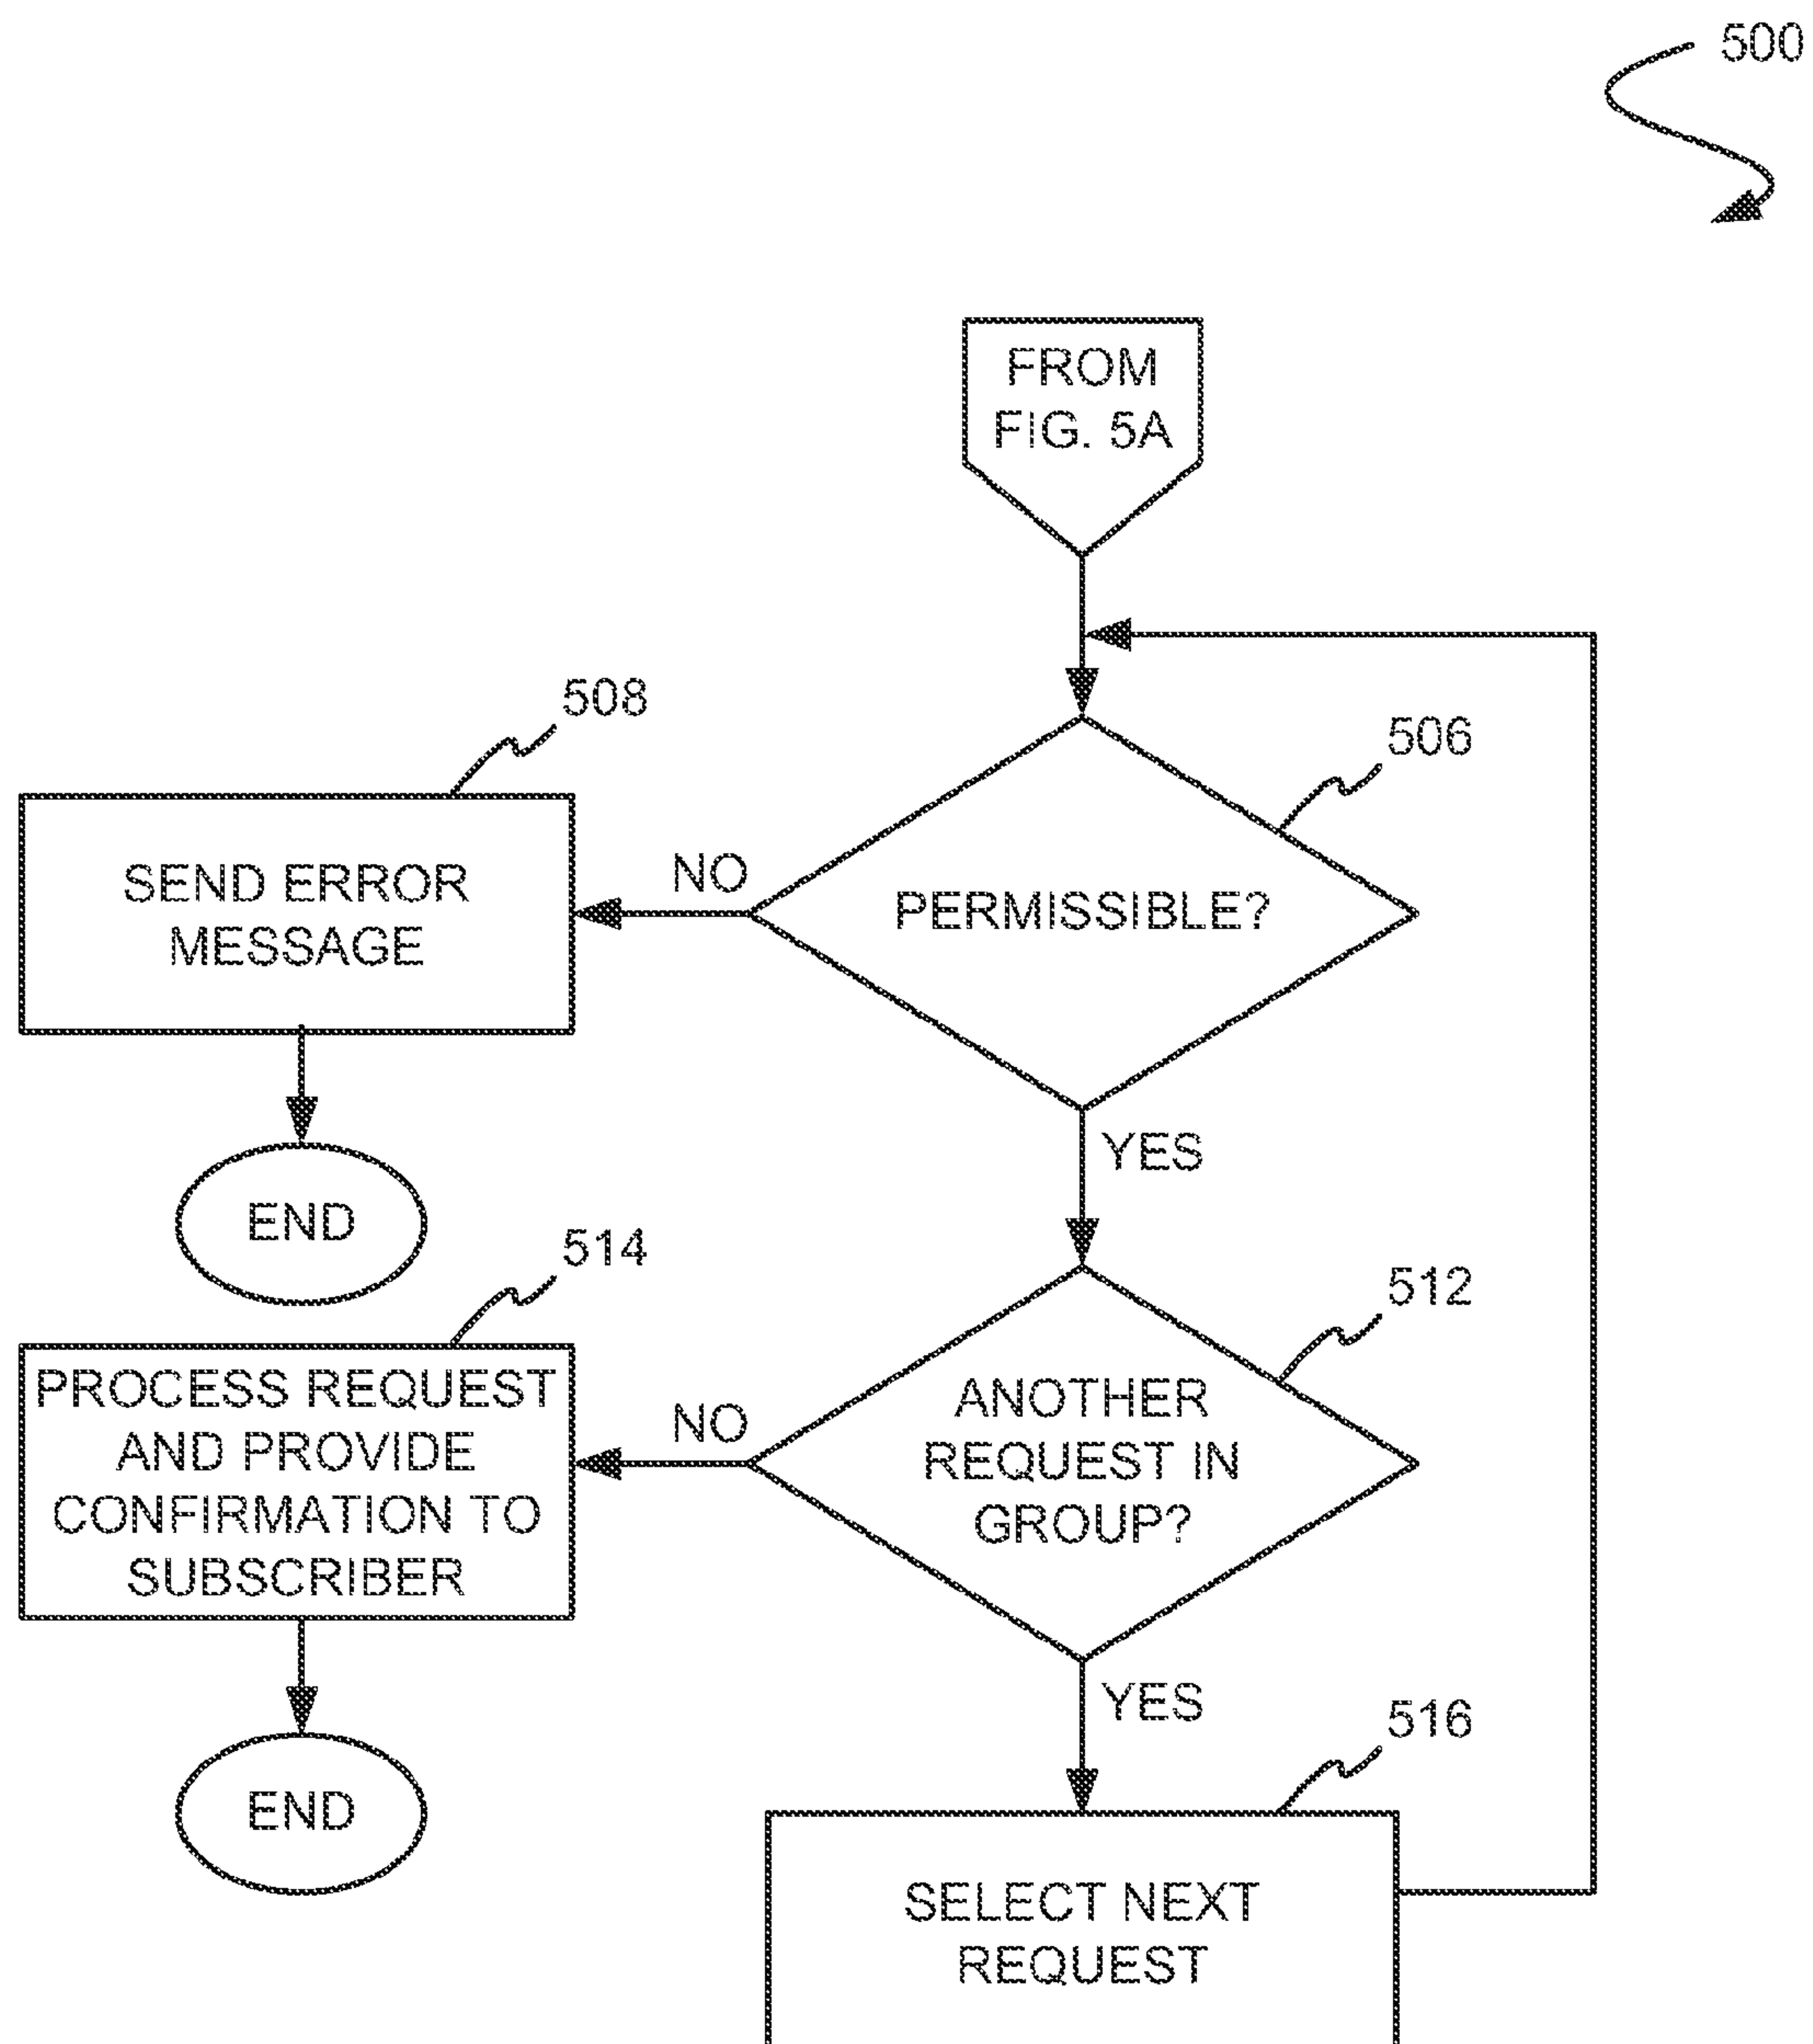 500
FROM
FIG. 5A
508
506
SEND ERROR
MESSAGE
NO
PERMISSIBLE?
YES
END
514
512
PROCESS REQUEST
AND PROVIDE
CONFIRMATION TO
SUBSCRIBER
NO
ANOTHER
REQUEST IN
GROUP?
YES
516
END
SELECT NEXT
REQUEST